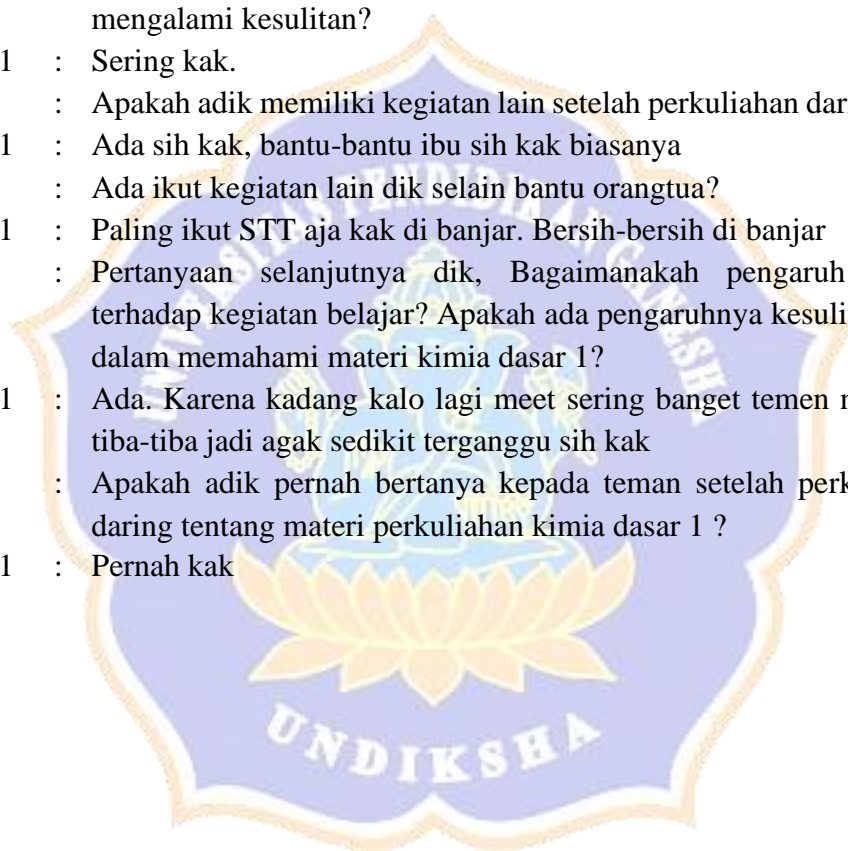 mengalami kesulitan?
1 : Sering kak.
: Apakah adik memiliki kegiatan lain setelah perkuliahan dar
1 : Ada sih kak, bantu-bantu ibu sih kak biasanya
: Ada ikut kegiatan lain dik selain bantu orangtua?
1 : Paling ikut STT aja kak di banjar. Bersih-bersih di banjar
: Pertanyaan selanjutnya dik, Bagaimanakah pengaruh
terhadap kegiatan belajar? Apakah ada pengaruhnya kesuli
dalam memahami materi kimia dasar 1?
1 : Ada. Karena kadang kalo lagi meet sering banget temen
tiba-tiba jadi agak sedikit terganggu sih kak
: Apakah adik pernah bertanya kepada teman setelah per
daring tentang materi perkuliahan kimia dasar 1 ?
1 : Pernah kak
UNIVERSITAS PENDIDIKAN GANESHA
UNDIKSHA